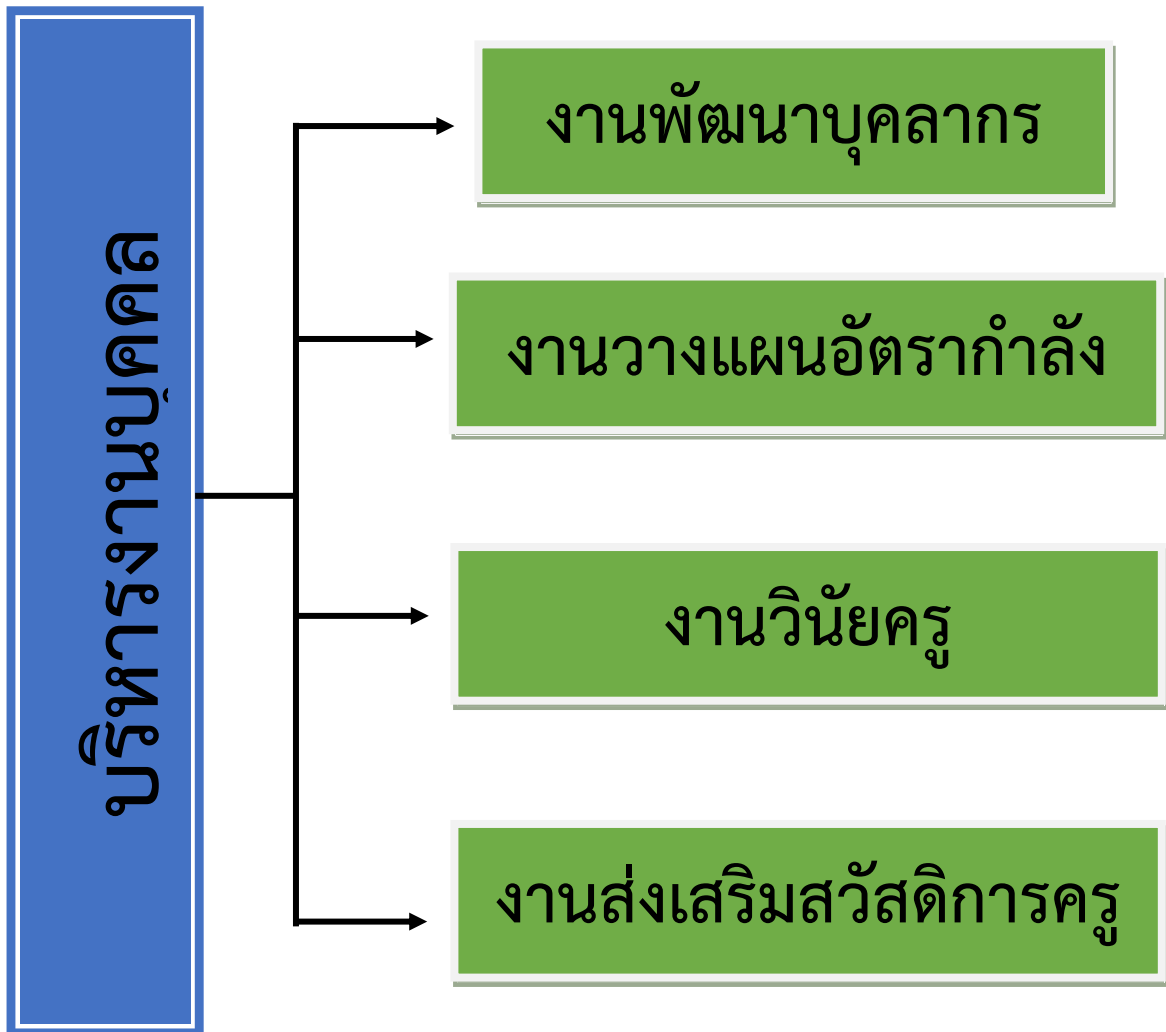 บริหารงานบุคคล
งานพัฒนาบุคลากร
งานวางแผนอัตรากำลัง
งานวินัยครู
งานส่งเสริมสวัสดิการครู